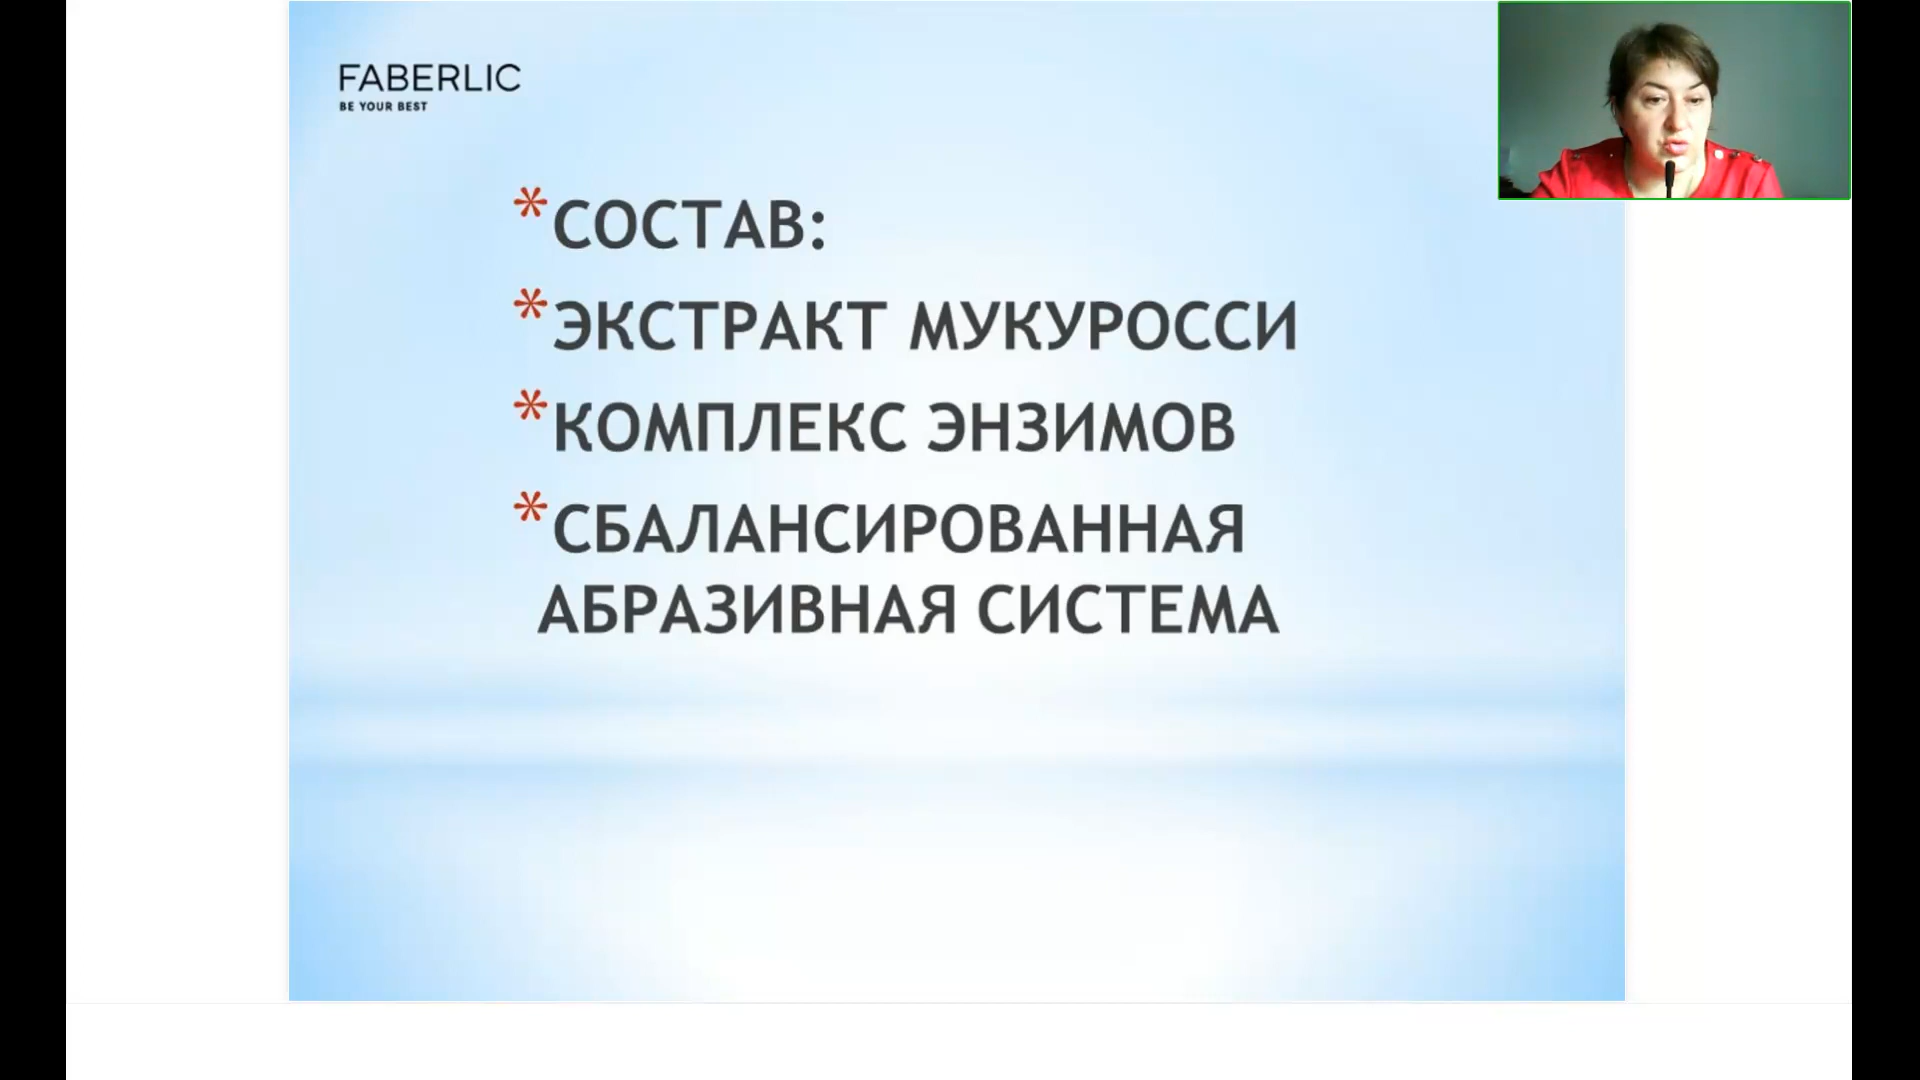 FABERLIC
BE YOUR BEST
*СОСТАВ:
*ЭКСТРАКТ МУКУРОССИ
*КОМПЛЕКС ЭНЗИМОВ
*СБАЛАНСИРОВАННАЯ
АБРАЗИВНАЯ СИСТЕМА